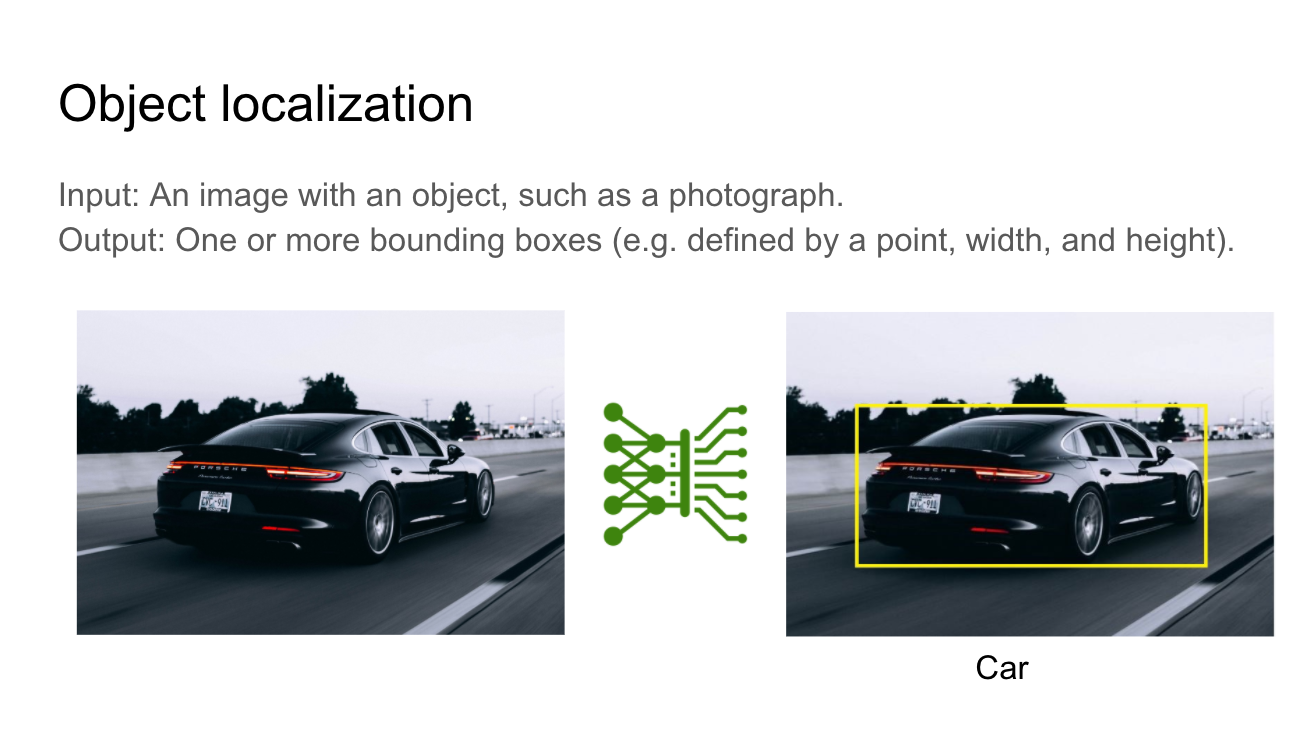 Object localization
Input: An image with an object, such as a photograph.
Output: One or more bounding boxes (e.g. defined by a point, width, and height).
PORSCHE
PORSCHE
Car